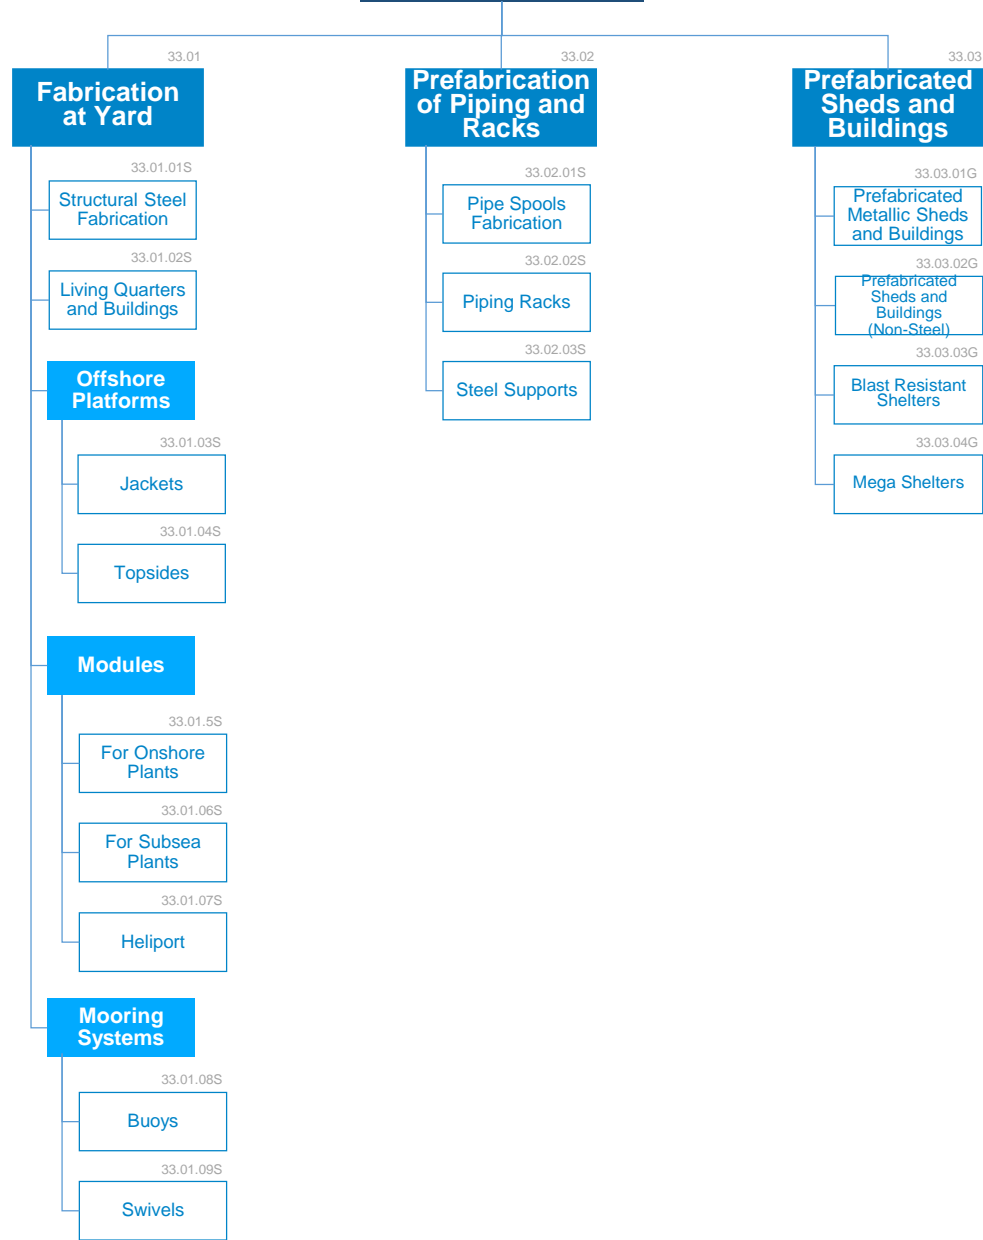 33.01
Fabrication
at Yard
33.01.01S
Structural Steel
Fabrication
33.01.02S
Living Quarters
and Buildings
Offshore
Platforms
33.01.03S
Jackets
33.01.04S
Topsides
Modules
33.01.5S
For Onshore
Plants
33.01.06S
For Subsea
Plants
33.01.07S
Heliport
Mooring
Systems
33.01.08S
Buoys
33.01.09S
Swivels
33.02
Prefabrication
of Piping and
Racks
33.02.01S
Pipe Spools
Fabrication
33.02.02S
Piping Racks
33.02.03S
Steel Supports
33.03
Prefabricated
Sheds and
Buildings
33.03.01G
Prefabricated
Metallic Sheds
and Buildings
33.03.02G
Prefabricated
Sheds and
Buildings
(Non-Steel)
33.03.03G
Blast Resistant
Shelters
33.03.04G
Mega Shelters